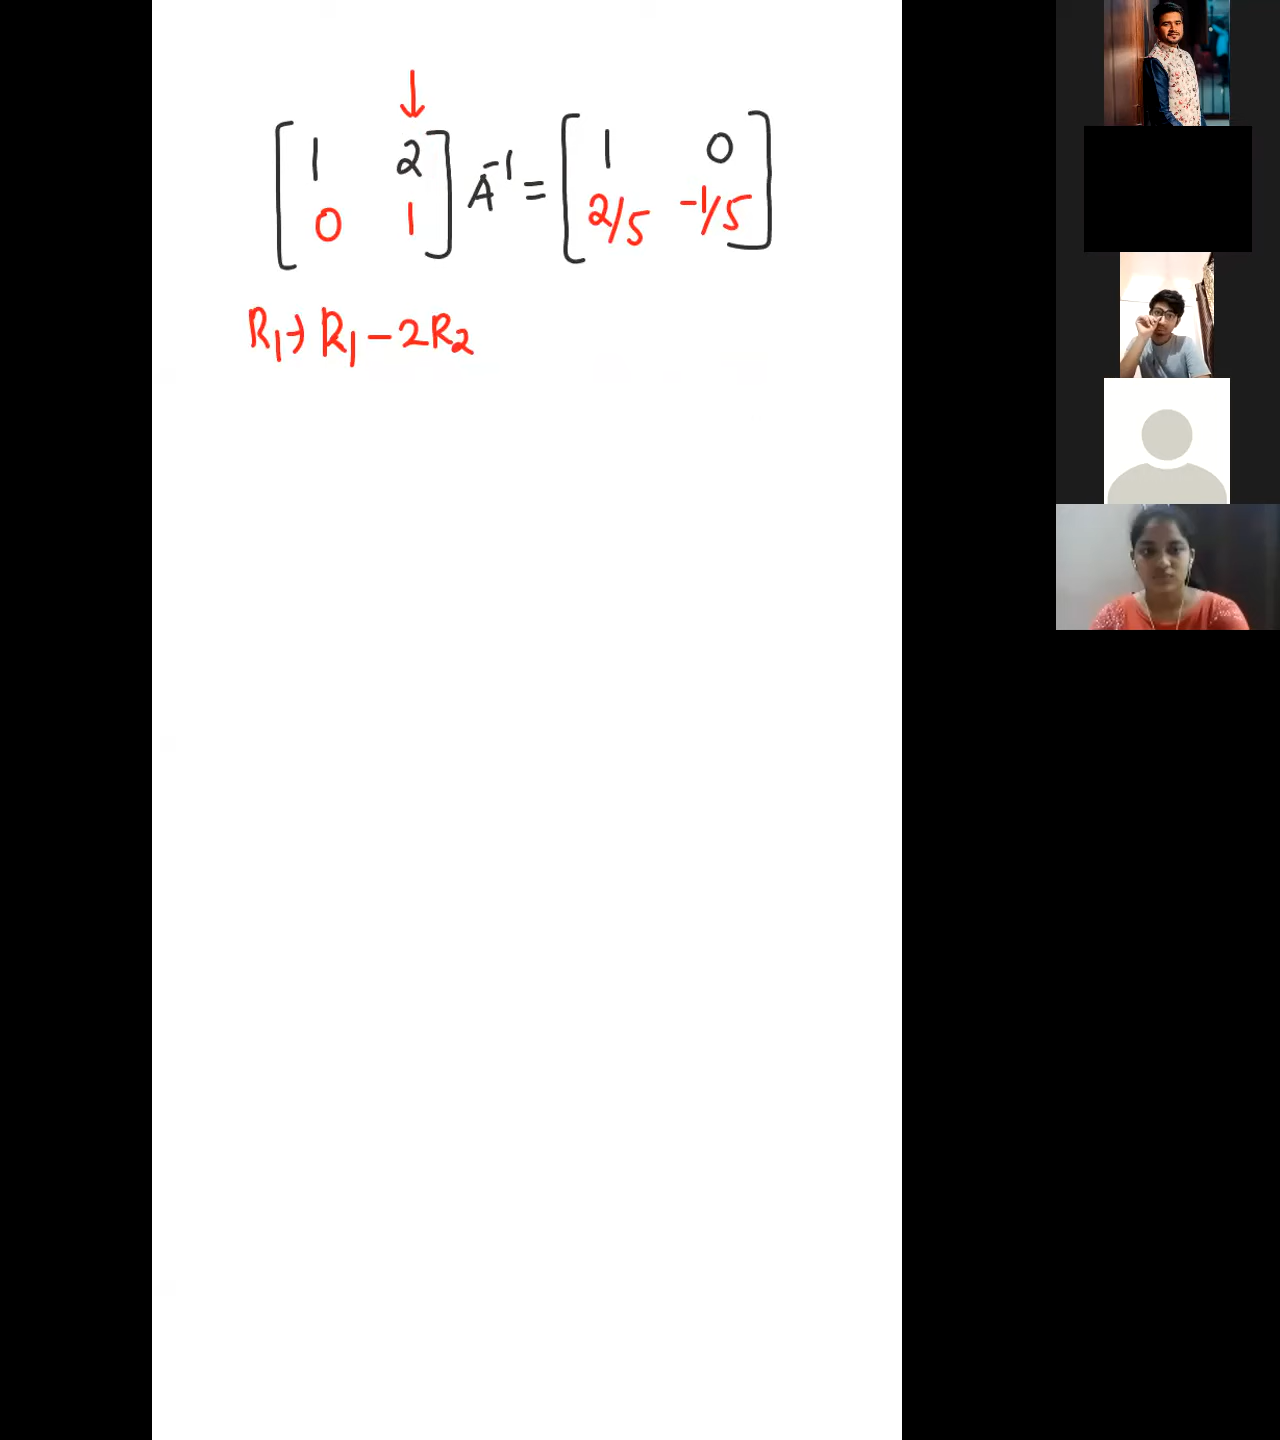 [1 2] A⁻¹ = [1 0]
[0 1] [2/5 -1/5]
R₁→ R₁ - 2R₂